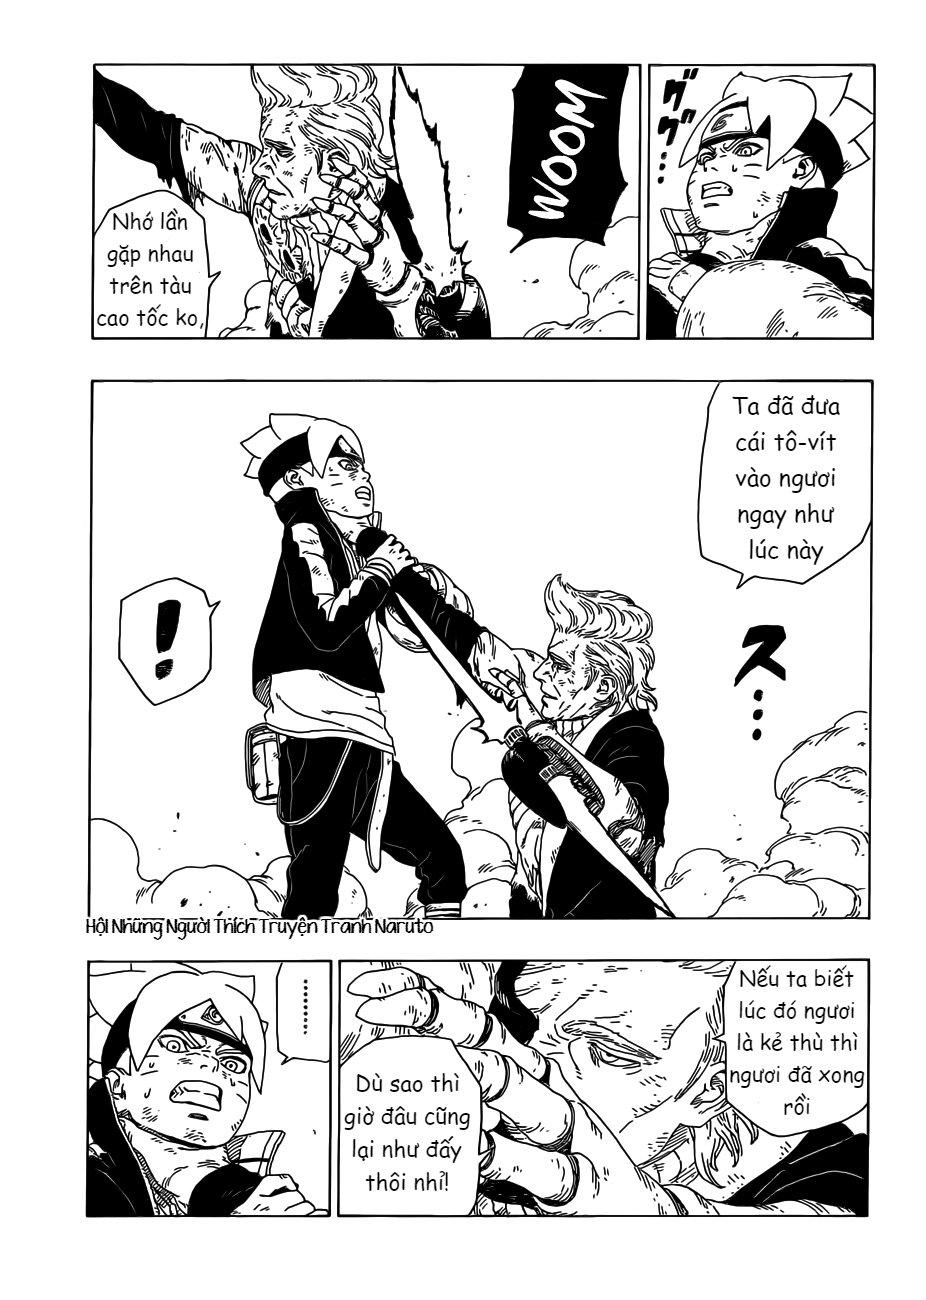 Nhớ lần
gặp nhau
trên tàu
cao tốc ko,
WOOM
ググ...
Ta đã đưa
cái tô-vít
vào ngươi
ngay như
lúc này
!
ス...
Hội Những Người Thích Truyện Tranh Naruto
..........
Nếu ta biết
lúc đó ngươi
là kẻ thù thì
ngươi đã xong
rồi
Dù sao thì
giờ đâu cũng
lại như đấy
thôi nhỉ!